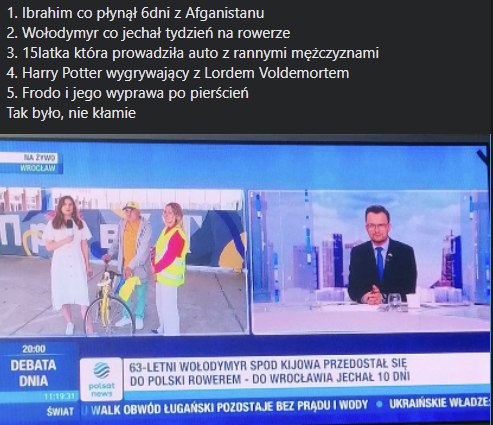 1. Ibrahim co płynął 6dni z Afganistanu
2. Wołodymyr co jechał tydzień na rowerze
3. 15latka która prowadziła auto z rannymi mężczyznami
4. Harry Potter wygrywający z Lordem Voldemortem
5. Frodo i jego wyprawa po pierścień
Tak było, nie kłamie
NA ŻYWO
WROCŁAW
20:00
DEBATA
DNIA
polsat
news
63-LETNI WOŁODYMYR SPOD KIJOWA PRZEDOSTAŁ SIĘ
DO POLSKI ROWEREM - DO WROCŁAWIA JECHAŁ 10 DNI
11:19:31
ŚWIAT
U WALK OBWÓD ŁUGAŃSKI POZOSTAJE BEZ PRĄDU I WODY • UKRAIŃSKIE WŁADZE: